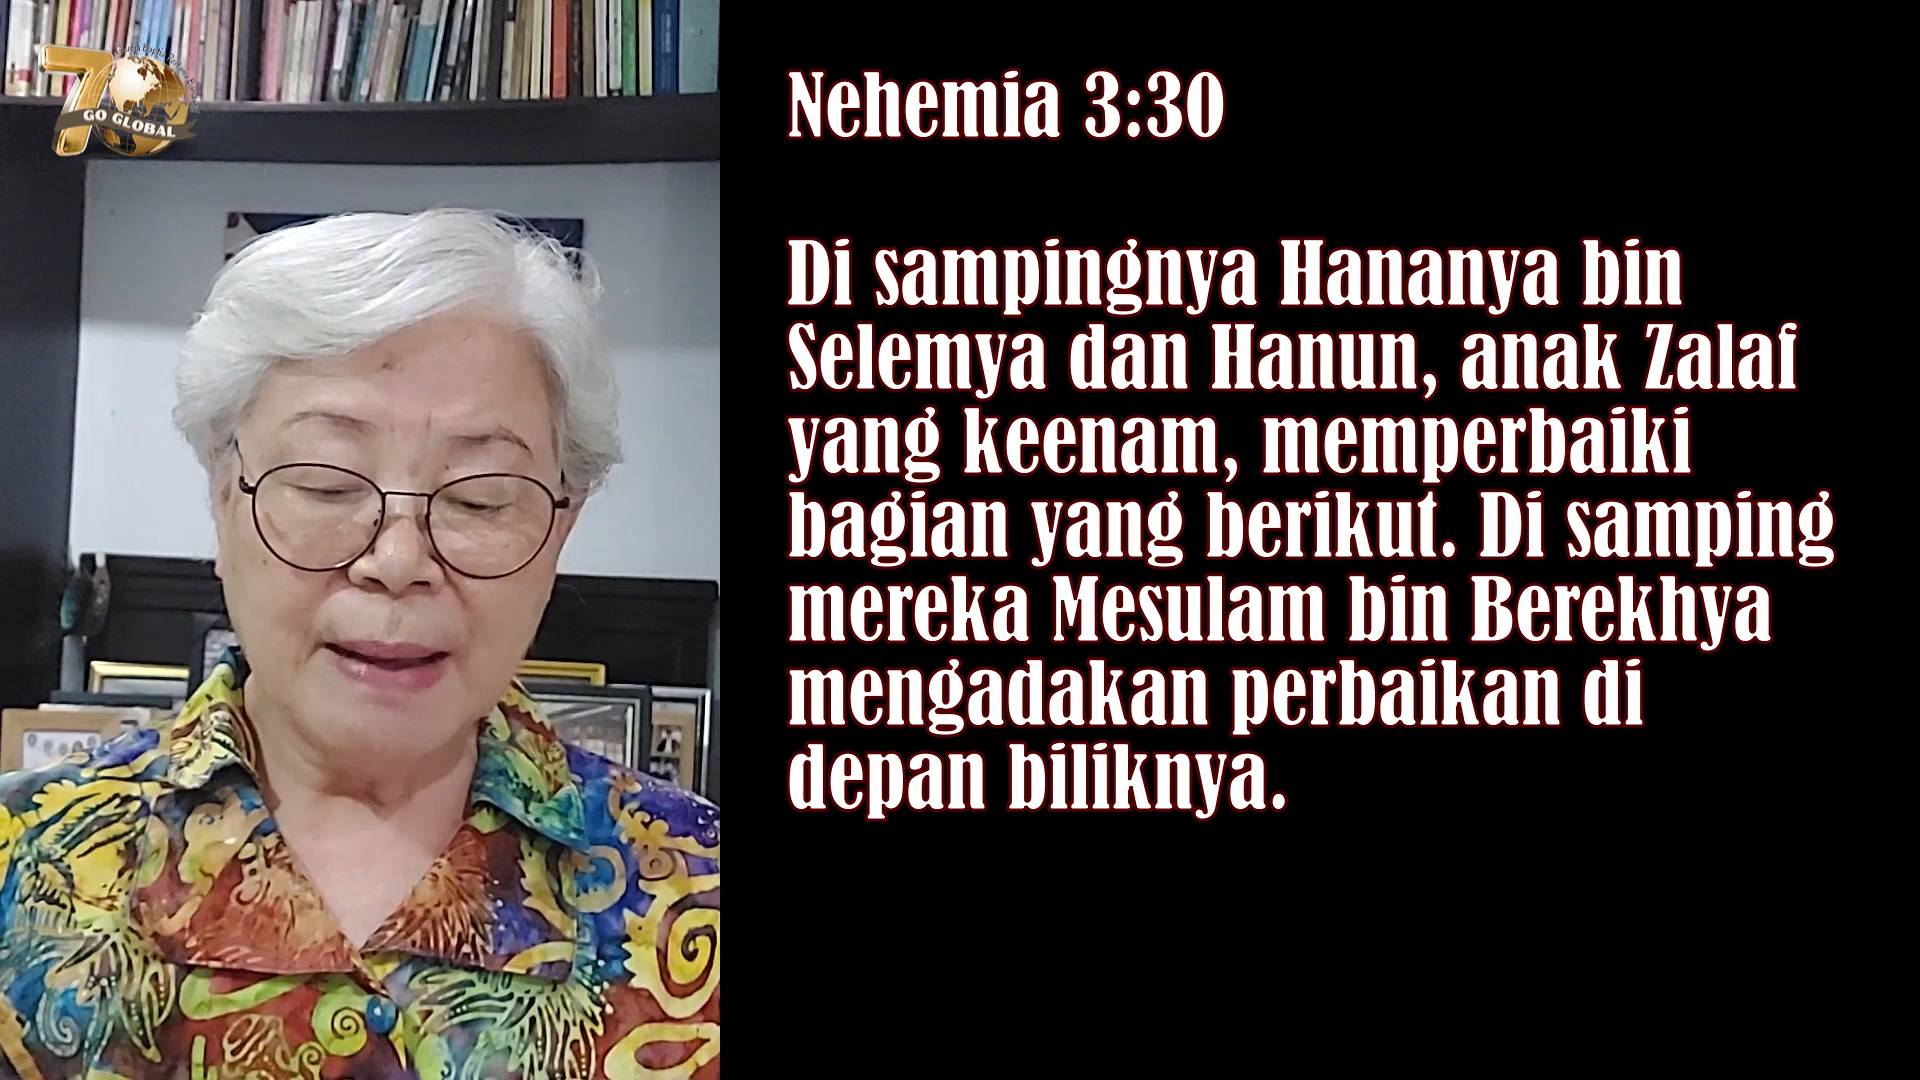 70
GO GLOBAL
Nehemia 3:30
Di sampingnya Hananya bin
Selemya dan Hanun, anak Zalaf
yang keenam, memperbaiki
bagian yang berikut. Di samping
mereka Mesulam bin Berekhya
mengadakan perbaikan di
depan biliknya.